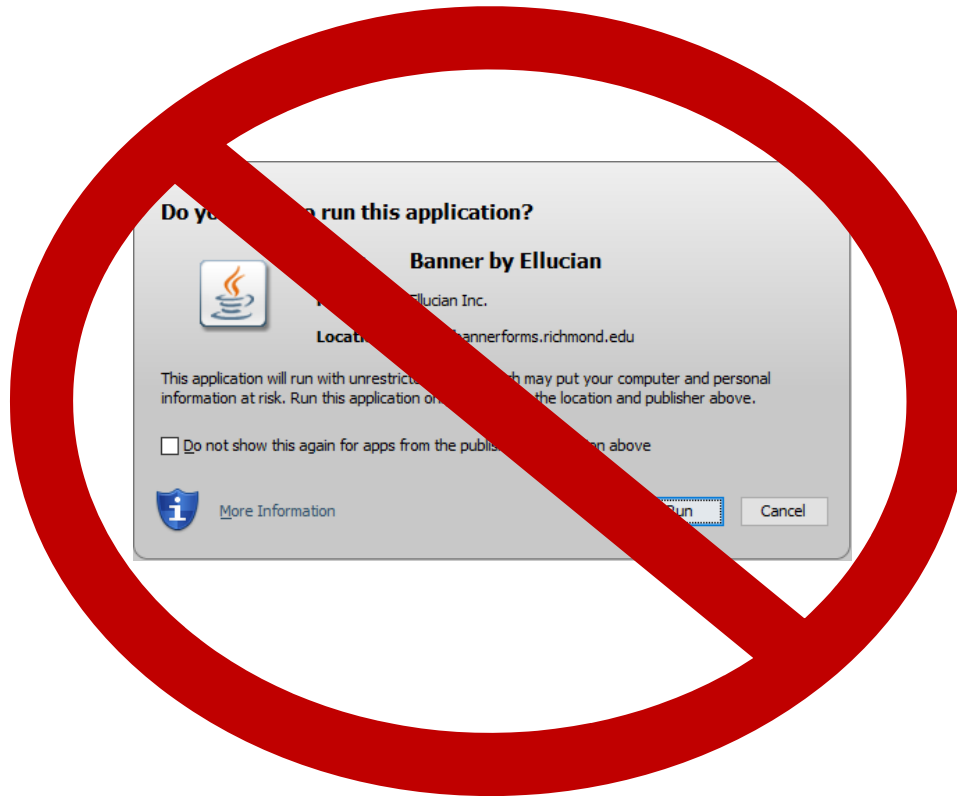 Do yo o run this application?
Banner by Ellucian
Ellucian Inc.
Locati bannerforms.richmond.edu
This application will run with unrestricte h may put your computer and personal
information at risk. Run this application on the location and publisher above.
Do not show this again for apps from the publis on above
More Information
Run
Cancel